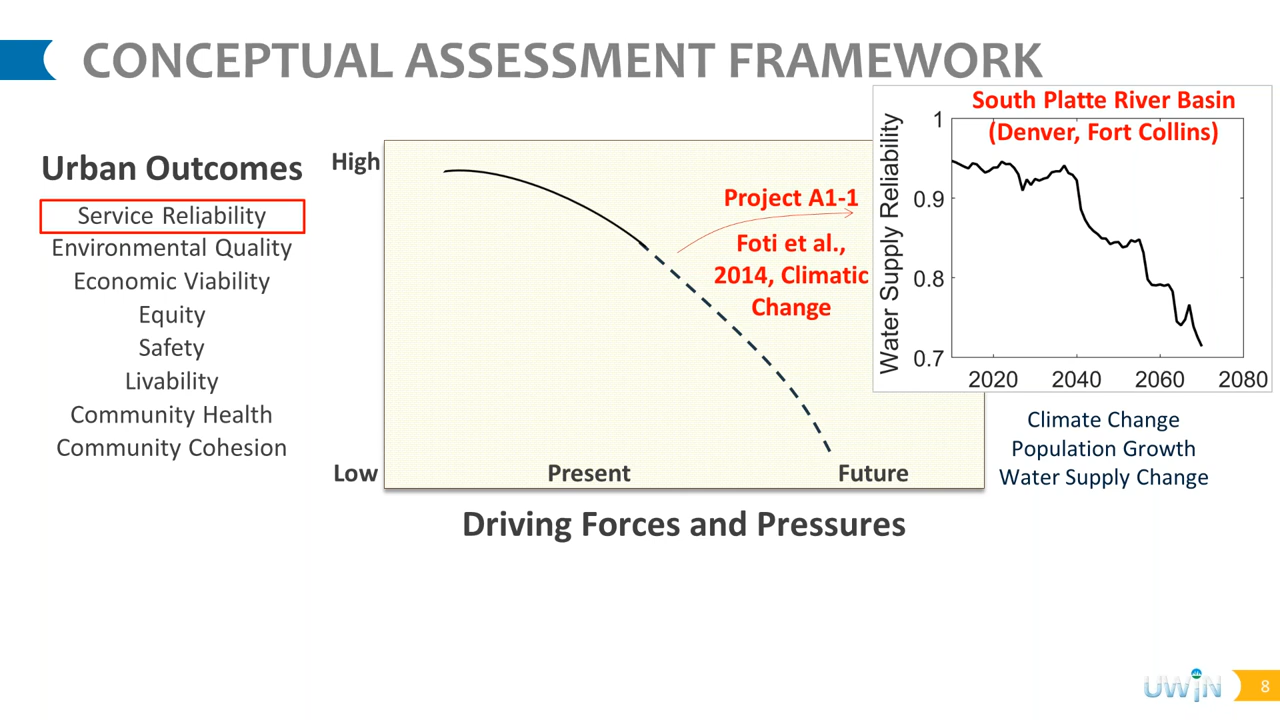 CONCEPTUAL ASSESSMENT FRAMEWORK
Urban Outcomes
Service Reliability
Environmental Quality
Economic Viability
Equity
Safety
Livability
Community Health
Community Cohesion
High
Low
Present
Future
Driving Forces and Pressures
Project A1-1
Foti et al.,
2014, Climatic
Change
South Platte River Basin
(Denver, Fort Collins)
Water Supply Reliability
1
0.9
0.8
0.7
2020 2040 2060 2080
Climate Change
Population Growth
Water Supply Change
UWiN
8